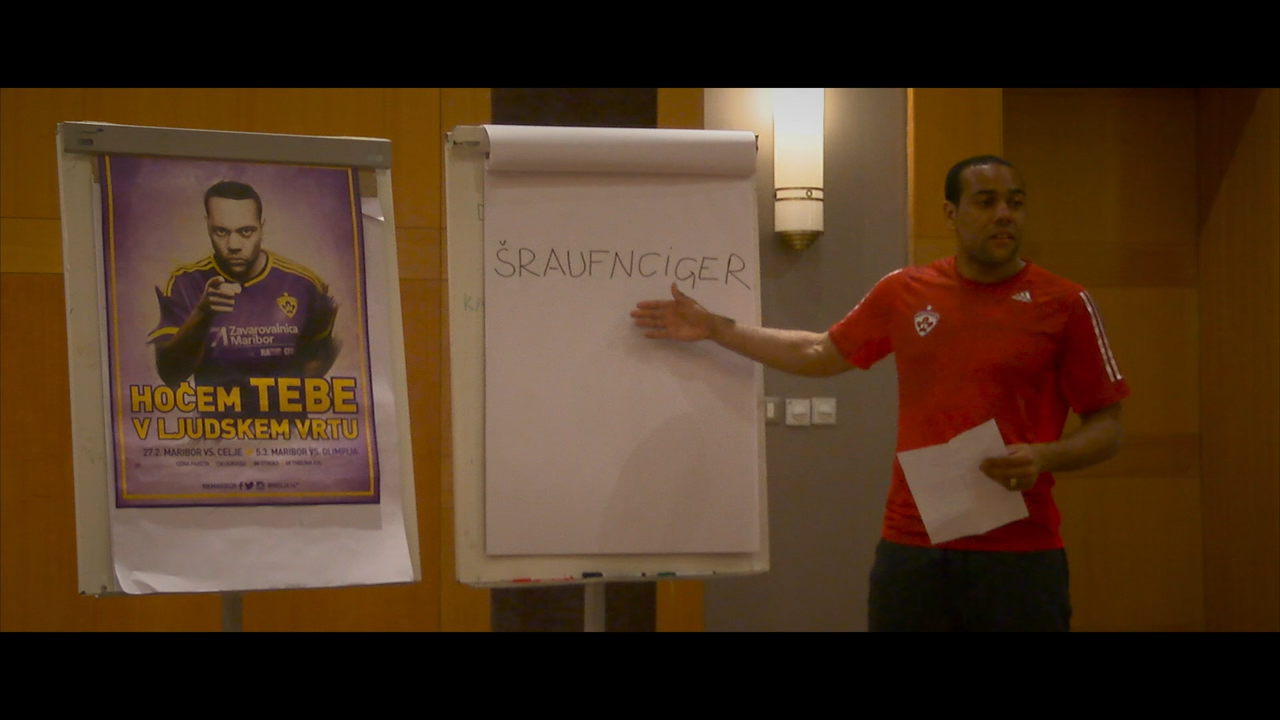 Zavarovalnica
Maribor
HOČEM TEBE
V LJUDSKEM VRTU
27.2. MARIBOR VS. CELJE 5.3. MARIBOR VS. OLIMPIJA
ŠRAUFNCIGER